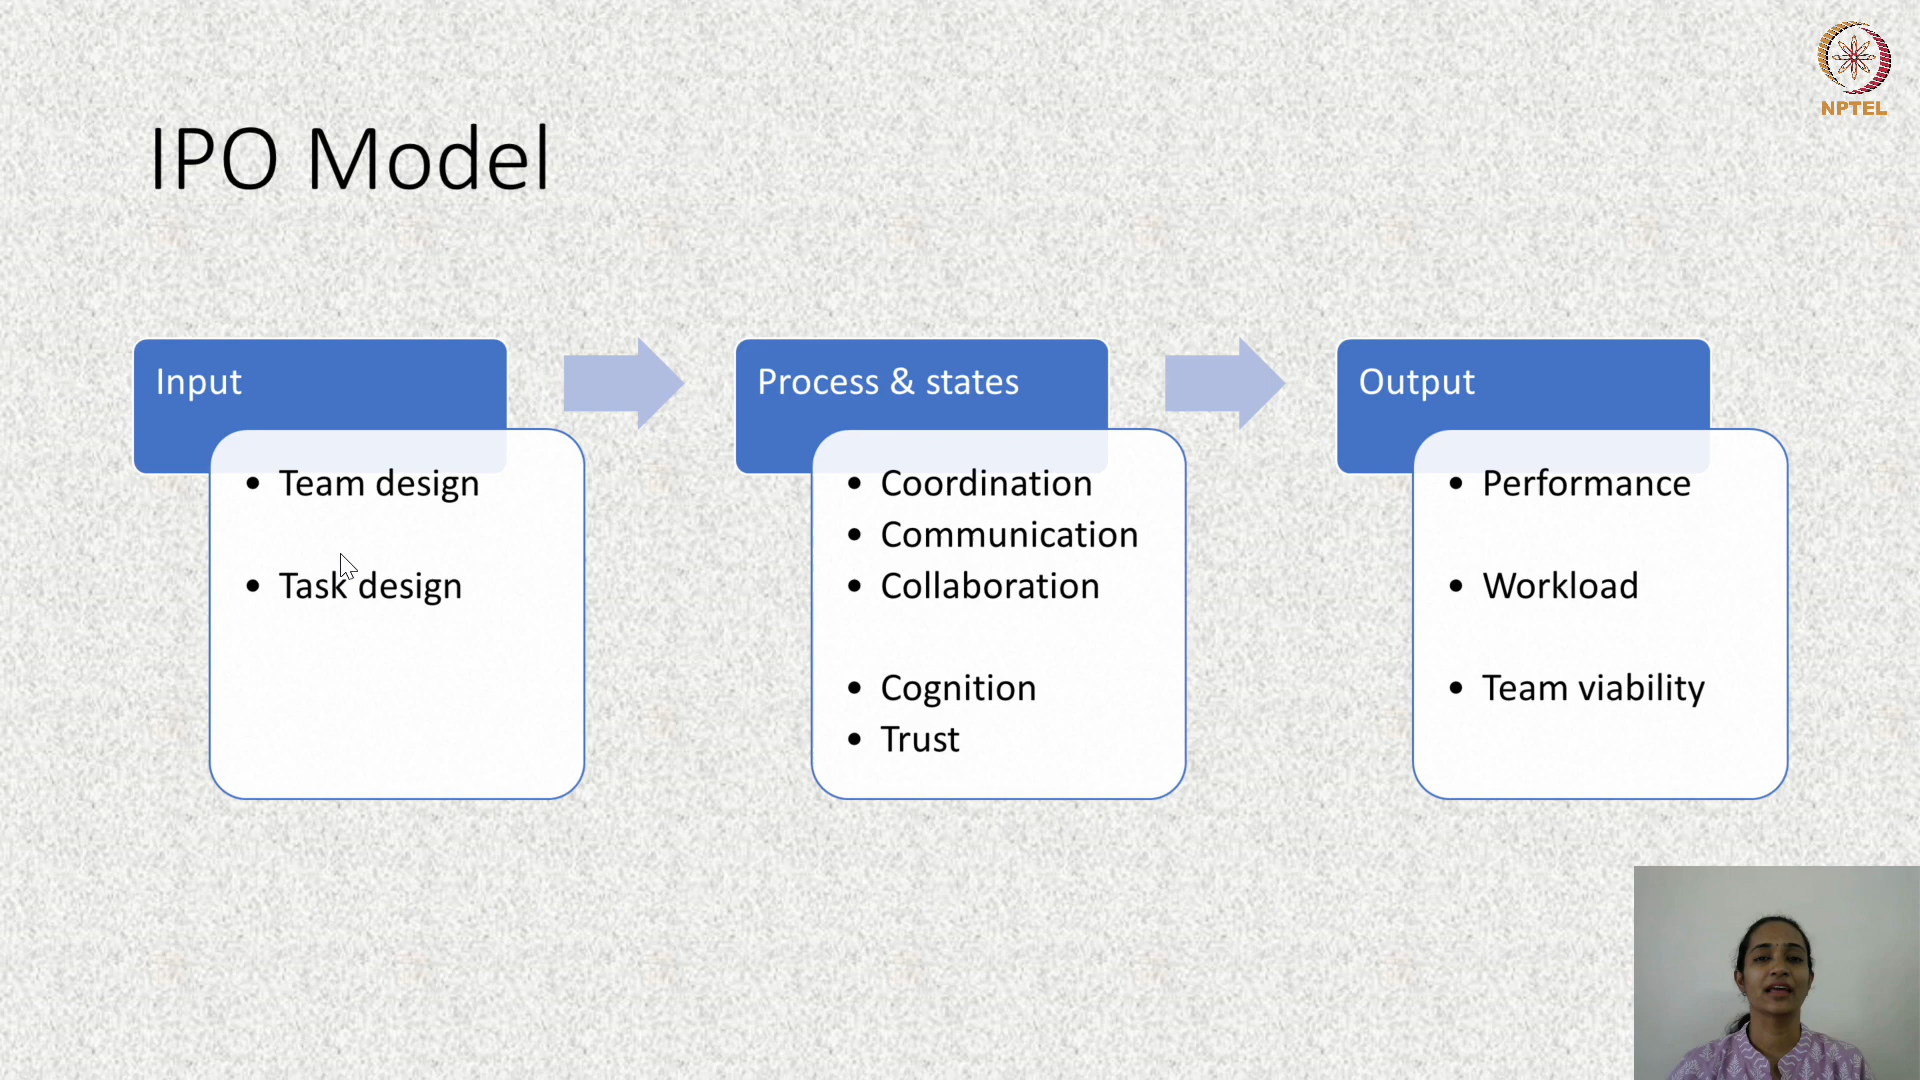 NPTEL
IPO Model
Input
• Team design
• Task design
Process & states
• Coordination
• Communication
• Collaboration
• Cognition
• Trust
Output
• Performance
• Workload
• Team viability